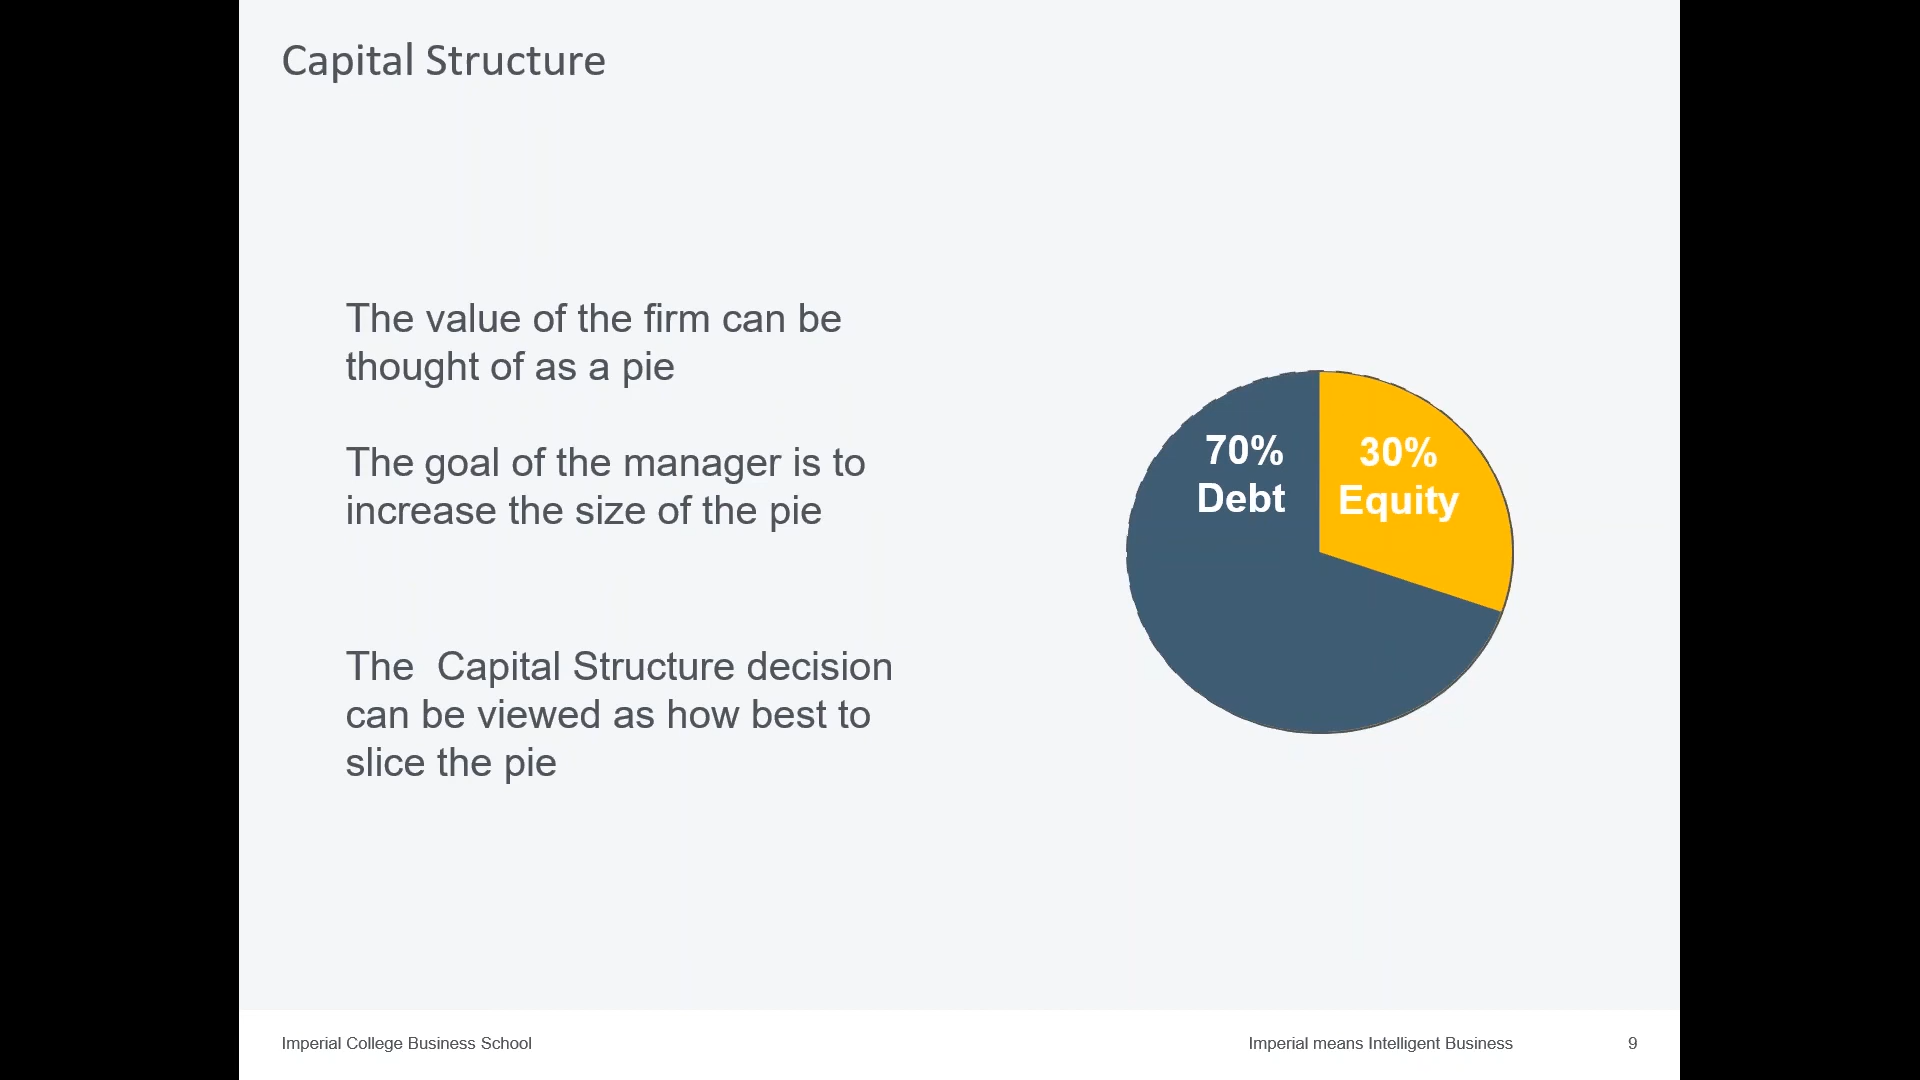 Capital Structure
The value of the firm can be
thought of as a pie
The goal of the manager is to
increase the size of the pie
The  Capital Structure decision
can be viewed as how best to
slice the pie
70%
Debt
30%
Equity
Imperial College Business School
Imperial means Intelligent Business
9